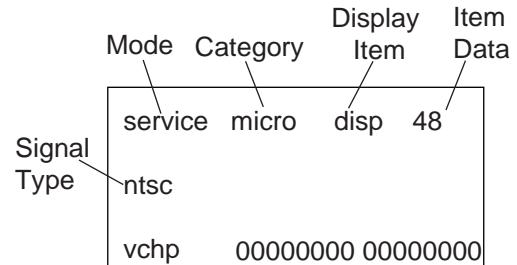 Display Item
Mode Category Item Data
service micro disp 48
Signal
Type
ntsc
vchp 00000000 00000000